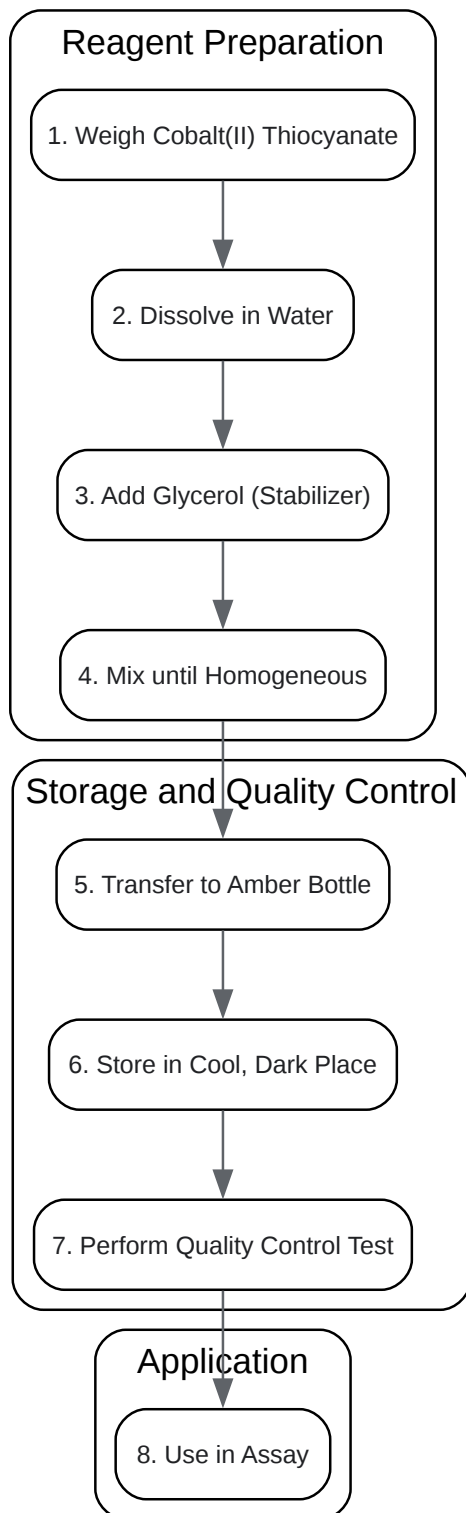 Reagent Preparation
1. Weigh Cobalt(II) Thiocyanate
2. Dissolve in Water
3. Add Glycerol (Stabilizer)
4. Mix until Homogeneous
Storage and Quality Control
5. Transfer to Amber Bottle
6. Store in Cool, Dark Place
7. Perform Quality Control Test
Application
8. Use in Assay